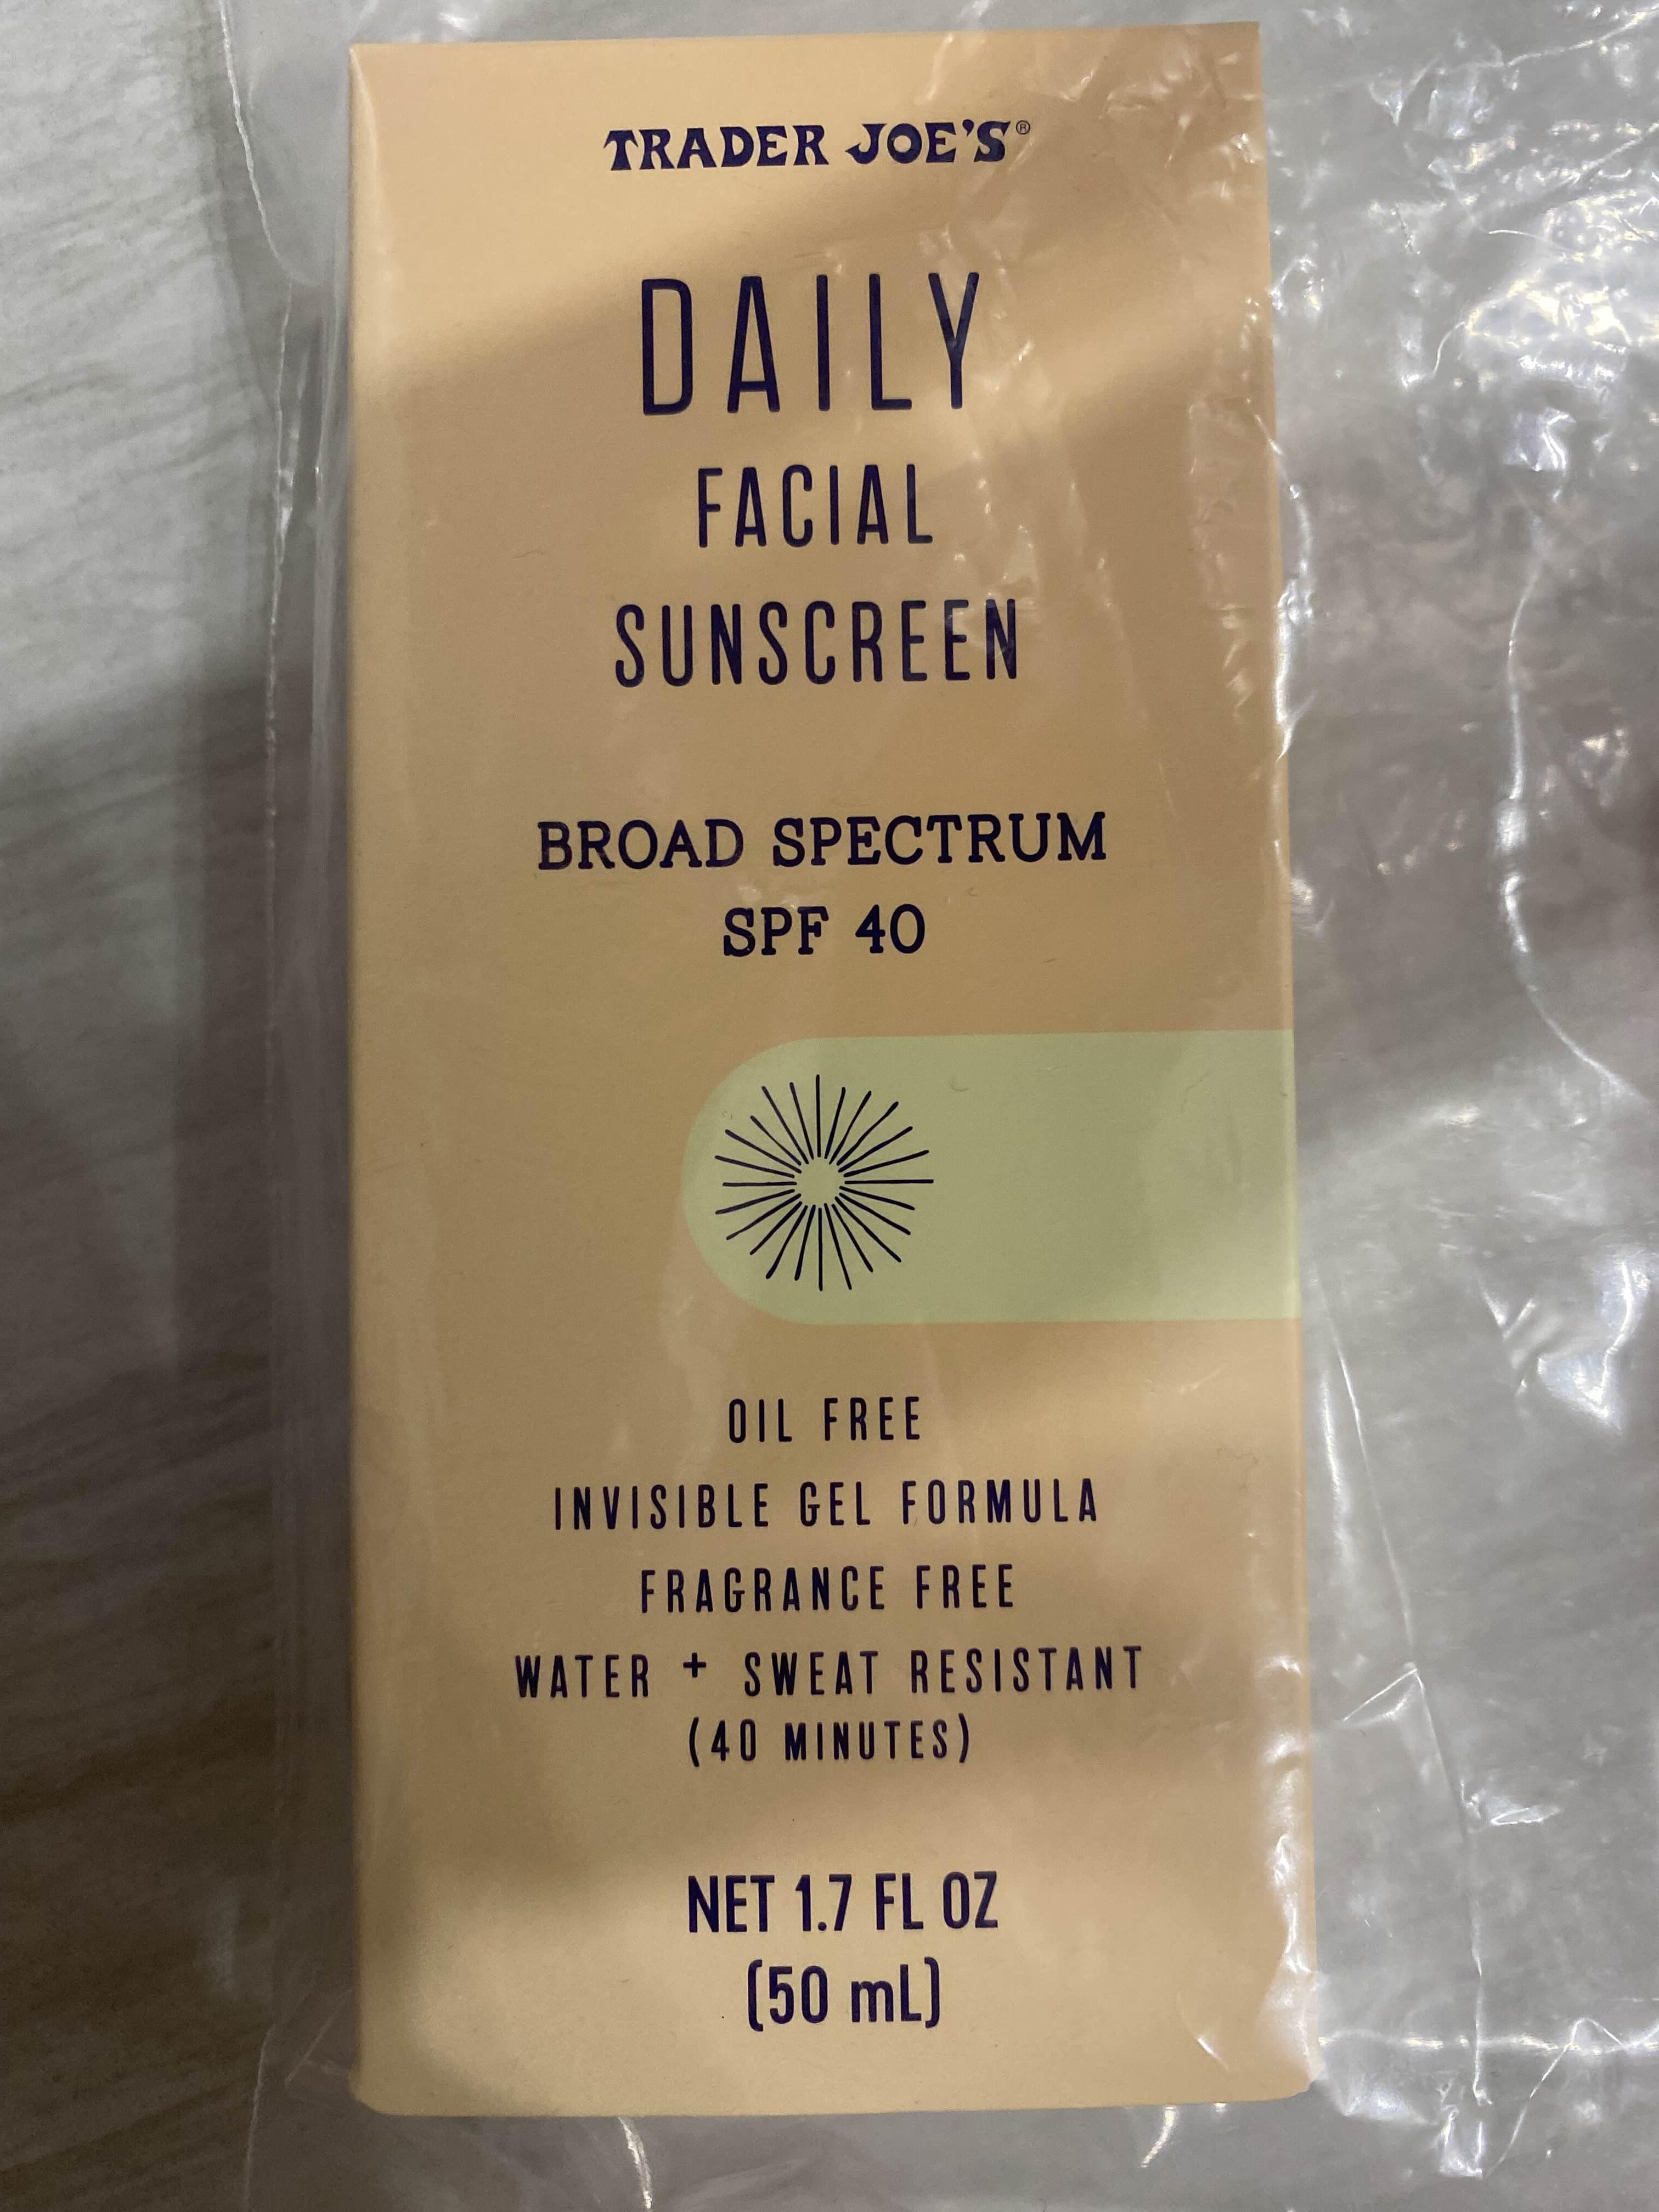 TRADER JOE'S®
DAILY
FACIAL
SUNSCREEN
BROAD SPECTRUM
SPF 40
OIL FREE
INVISIBLE GEL FORMULA
FRAGRANCE FREE
WATER + SWEAT RESISTANT
(40 MINUTES)
NET 1.7 FL OZ
(50 mL)